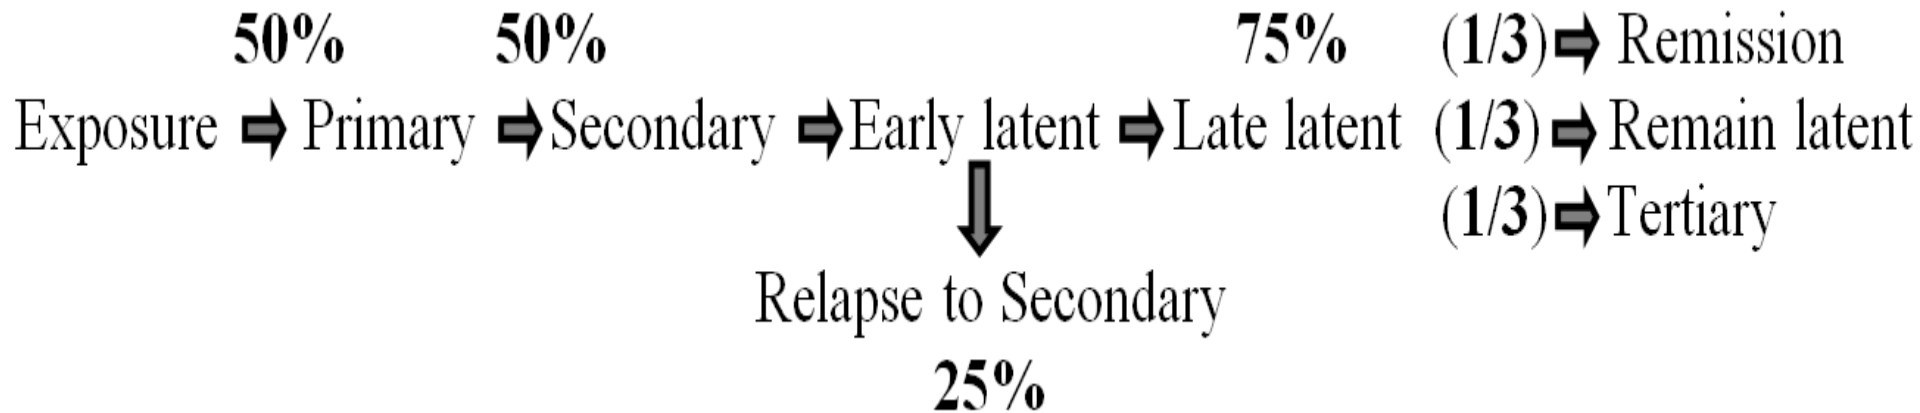 50% 50% 75% (1/3) Remission
Exposure Primary Secondary Early latent Late latent (1/3) Remain latent
(1/3) Tertiary
Relapse to Secondary
25%